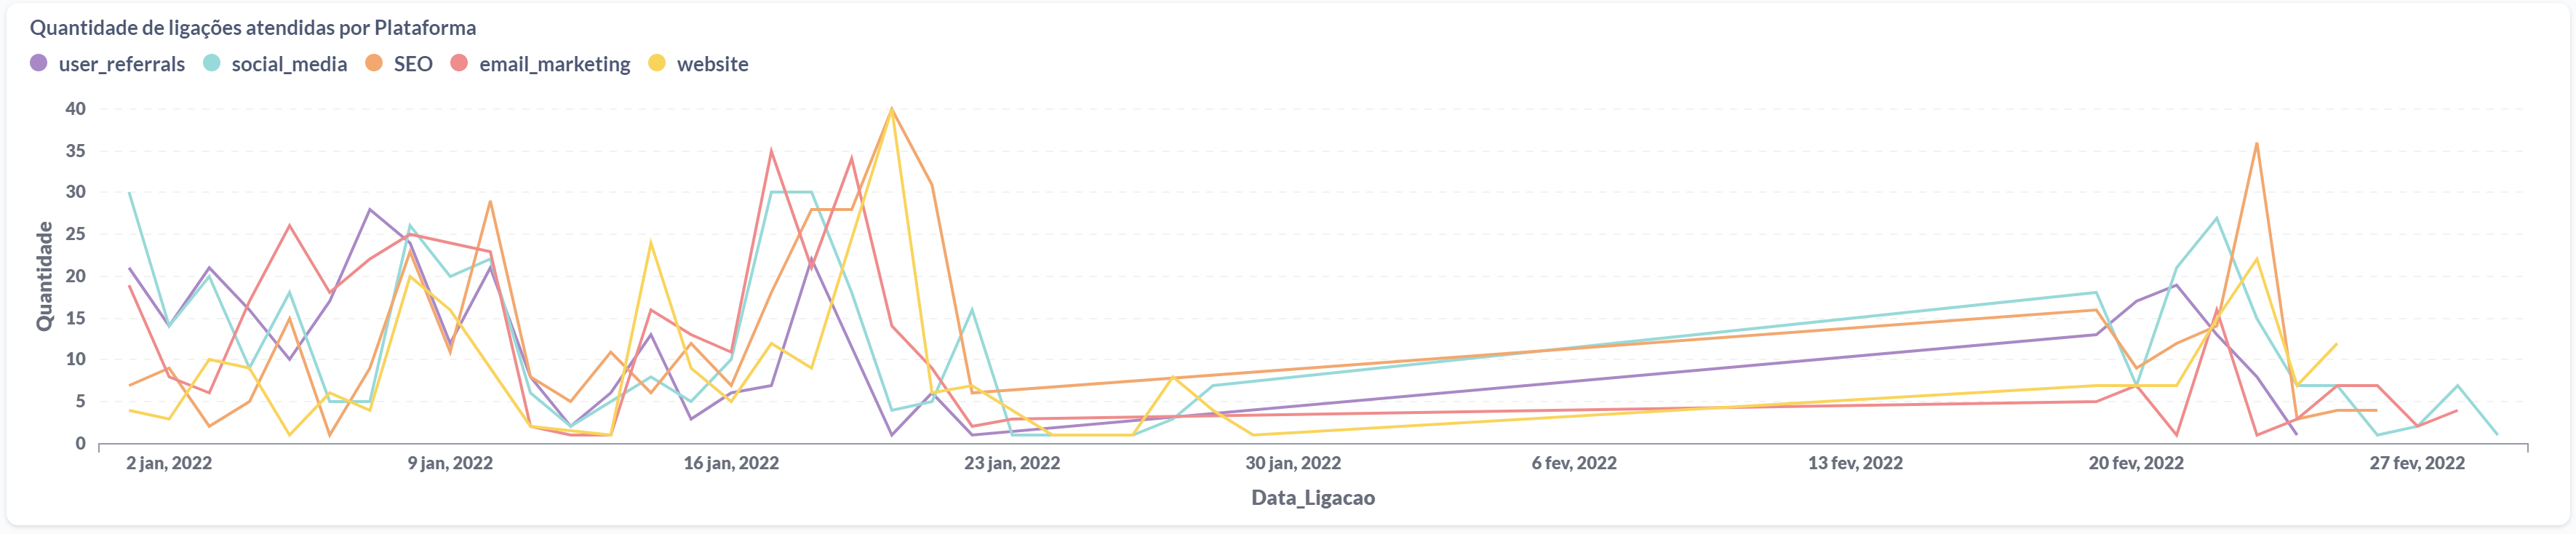 Quantidade de ligações atendidas por Plataforma
user_referrals social_media SEO email_marketing website
40
35
30
25
20
15
10
5
0
Quantidade
2 jan, 2022 9 jan, 2022 16 jan, 2022 23 jan, 2022 30 jan, 2022 6 fev, 2022 13 fev, 2022 20 fev, 2022 27 fev, 2022
Data_Ligacao